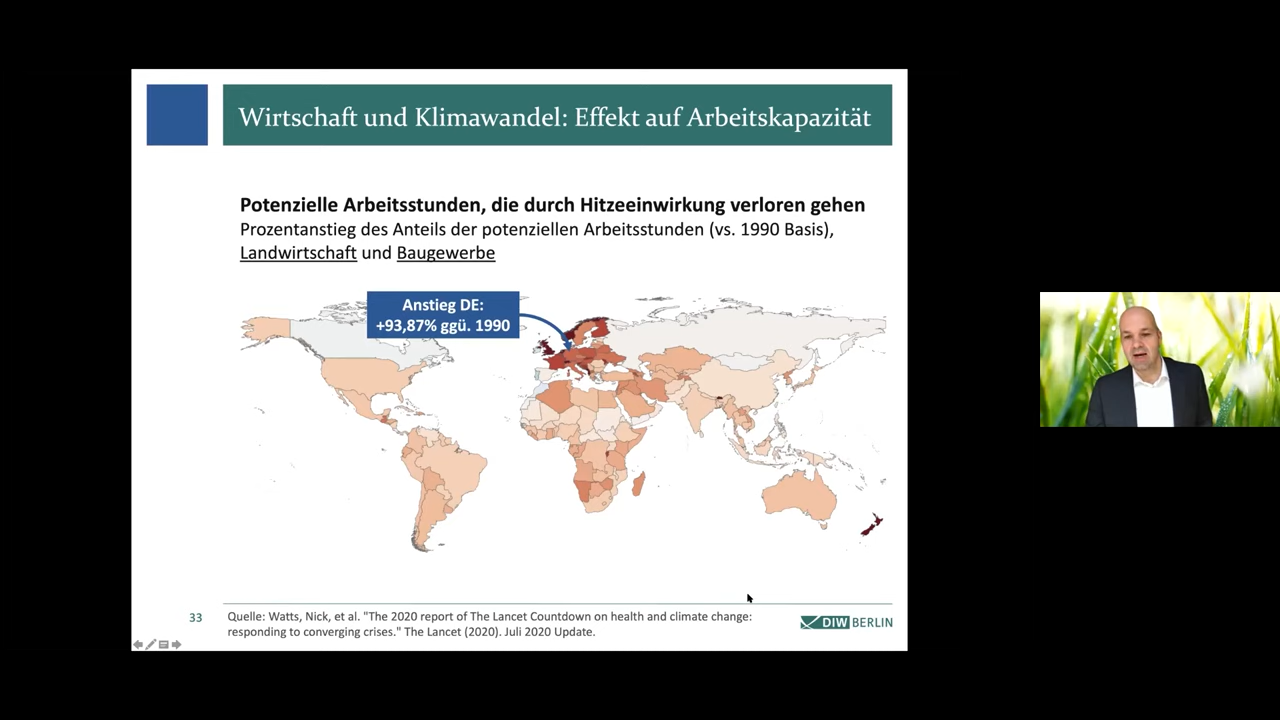 Wirtschaft und Klimawandel: Effekt auf Arbeitskapazität
Potenzielle Arbeitsstunden, die durch Hitzeeinwirkung verloren gehen
Prozentanstieg des Anteils der potenziellen Arbeitsstunden (vs. 1990 Basis),
Landwirtschaft und Baugewerbe
Anstieg DE:
+93,87% ggü. 1990
33
Quelle: Watts, Nick, et al. "The 2020 report of The Lancet Countdown on health and climate change:
responding to converging crises." The Lancet (2020). Juli 2020 Update.
DIW BERLIN